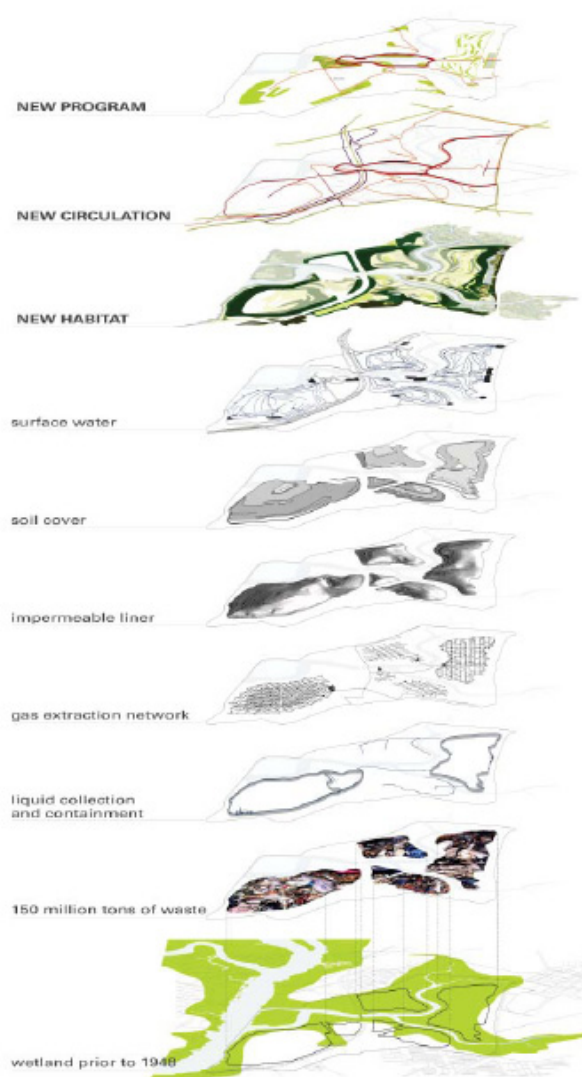 NEW PROGRAM
NEW CIRCULATION
NEW HABITAT
surface water
soil cover
impermeable liner
gas extraction network
liquid collection
and containment
150 million tons of waste
wetland prior to 1948